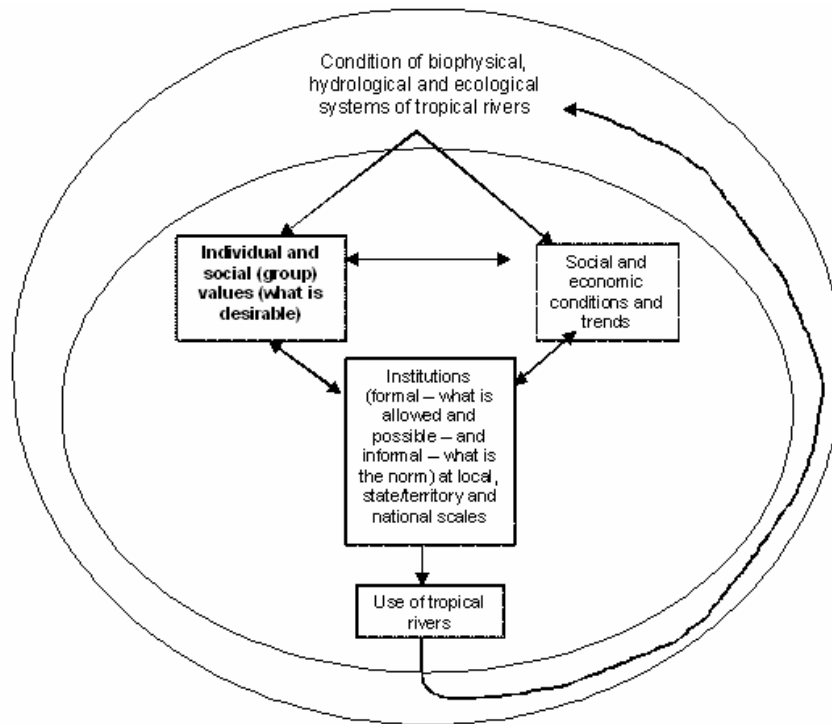 Condition of biophysical,
hydrological and ecological
systems of tropical rivers
Individual and
social (group)
values (what is
desirable)
Social and
economic
conditions and
trends
Institutions
(formal – what is
allowed and
possible – and
informal – what is
the norm) at local,
state/territory and
national scales
Use of tropical
rivers